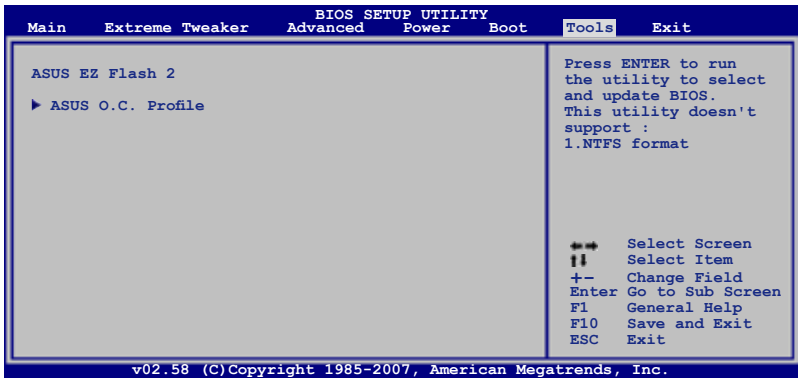 BIOS SETUP UTILITY
Main Extreme Tweaker Advanced Power Boot Tools Exit
ASUS EZ Flash 2
ASUS O.C. Profile
Press ENTER to run
the utility to select
and update BIOS.
This utility doesn't
support :
1.NTFS format
Select Screen
Select Item
+- Change Field
Enter Go to Sub Screen
F1 General Help
F10 Save and Exit
ESC Exit
v02.58 (C)Copyright 1985-2007, American Megatrends, Inc.